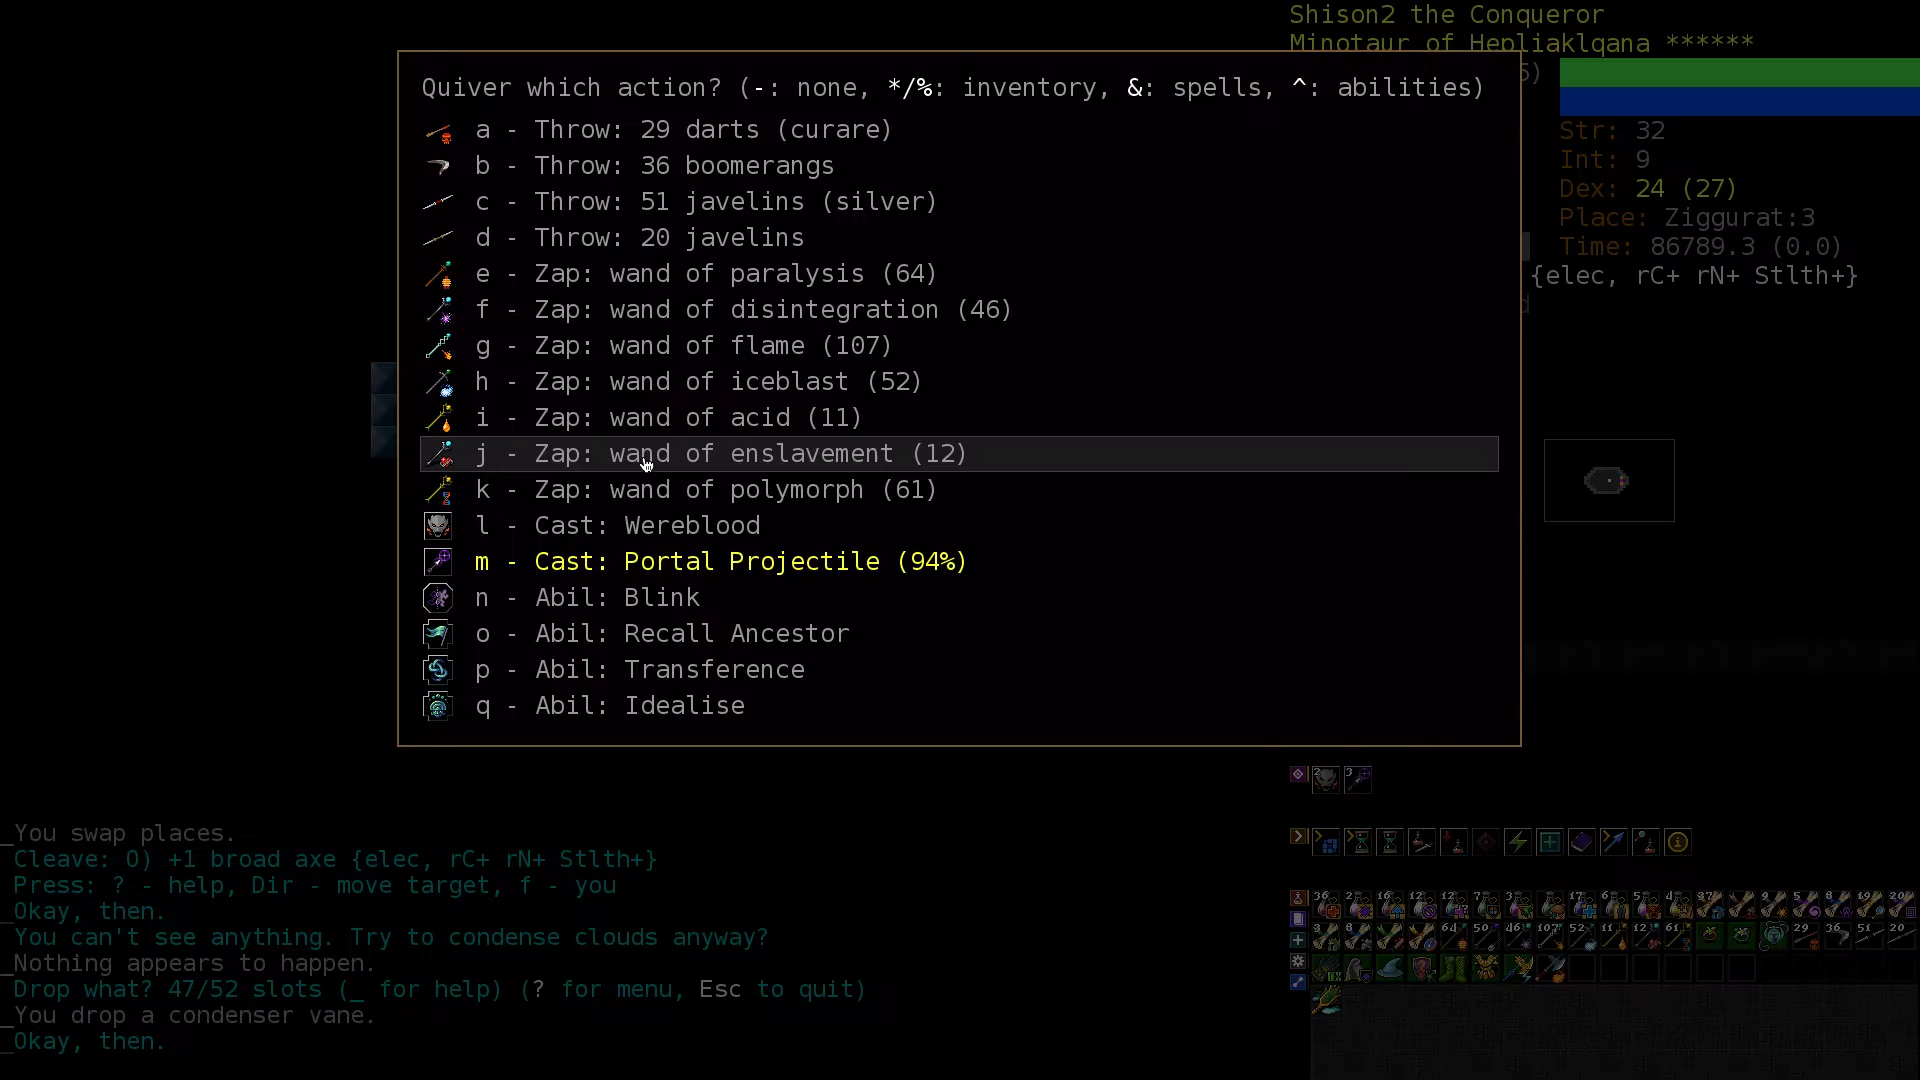 Shison2 the Conqueror
Minotaur of Hepliaklqana ******
Quiver which action? (-: none, */%: inventory, &: spells, ^: abilities)
5)
a - Throw: 29 darts (curare)
b - Throw: 36 boomerangs
c - Throw: 51 javelins (silver)
d - Throw: 20 javelins
e - Zap: wand of paralysis (64)
f - Zap: wand of disintegration (46)
g - Zap: wand of flame (107)
h - Zap: wand of iceblast (52)
i - Zap: wand of acid (11)
j - Zap: wand of enslavement (12)
k - Zap: wand of polymorph (61)
l - Cast: Wereblood
m - Cast: Portal Projectile (94%)
n - Abil: Blink
o - Abil: Recall Ancestor
p - Abil: Transference
q - Abil: Idealise
Str: 32
Int: 9
Dex: 24 (27)
Place: Ziggurat:3
Time: 86789.3 (0.0)
{elec, rC+ rN+ Stlth+}
_You swap places.
Cleave: O) +1 broad axe {elec, rC+ rN+ Stlth+}
Press: ? - help, Dir - move target, f - you
_Okay, then.
You can't see anything. Try to condense clouds anyway?
_Nothing appears to happen.
Drop what? 47/52 slots (_ for help) (? for menu, Esc to quit)
_You drop a condenser vane.
_Okay, then.